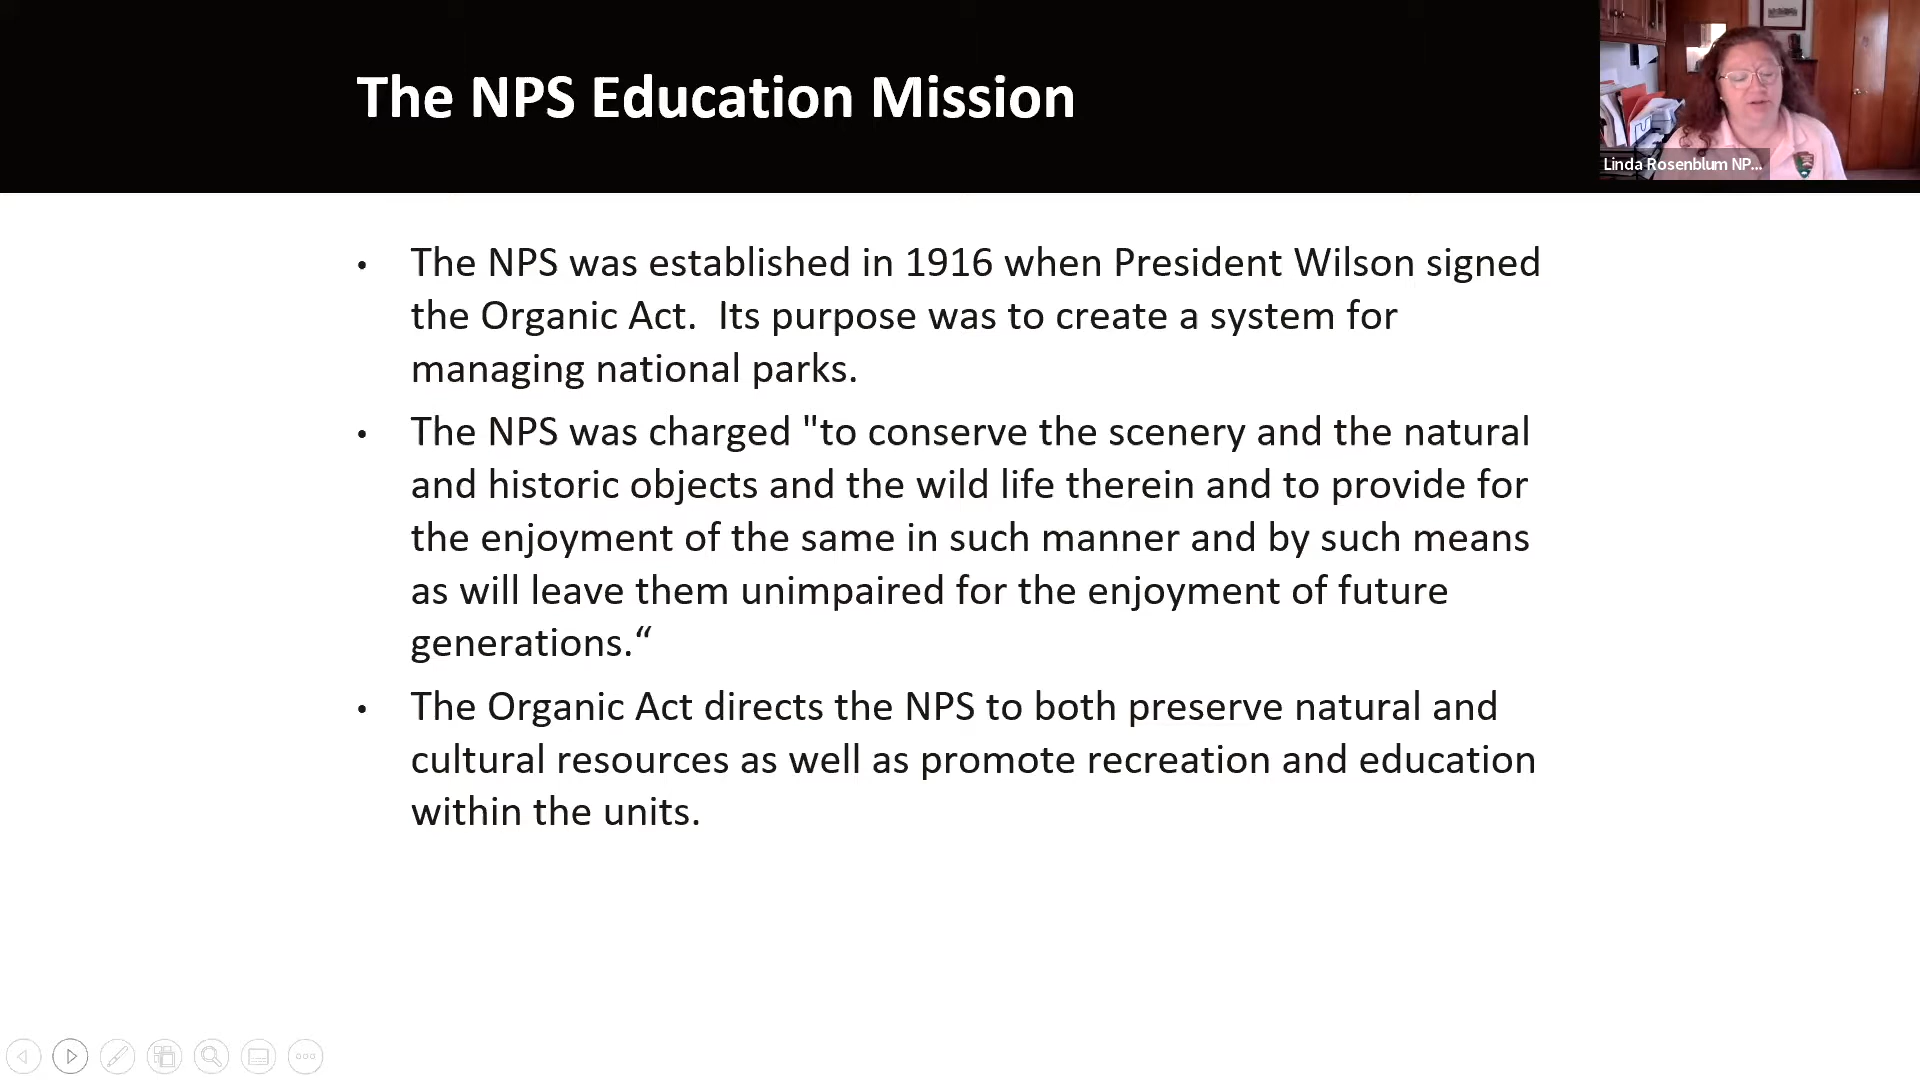 The NPS Education Mission
Linda Rosenblum NP...
• The NPS was established in 1916 when President Wilson signed
the Organic Act.  Its purpose was to create a system for
managing national parks.
• The NPS was charged "to conserve the scenery and the natural
and historic objects and the wild life therein and to provide for
the enjoyment of the same in such manner and by such means
as will leave them unimpaired for the enjoyment of future
generations.“
• The Organic Act directs the NPS to both preserve natural and
cultural resources as well as promote recreation and education
within the units.